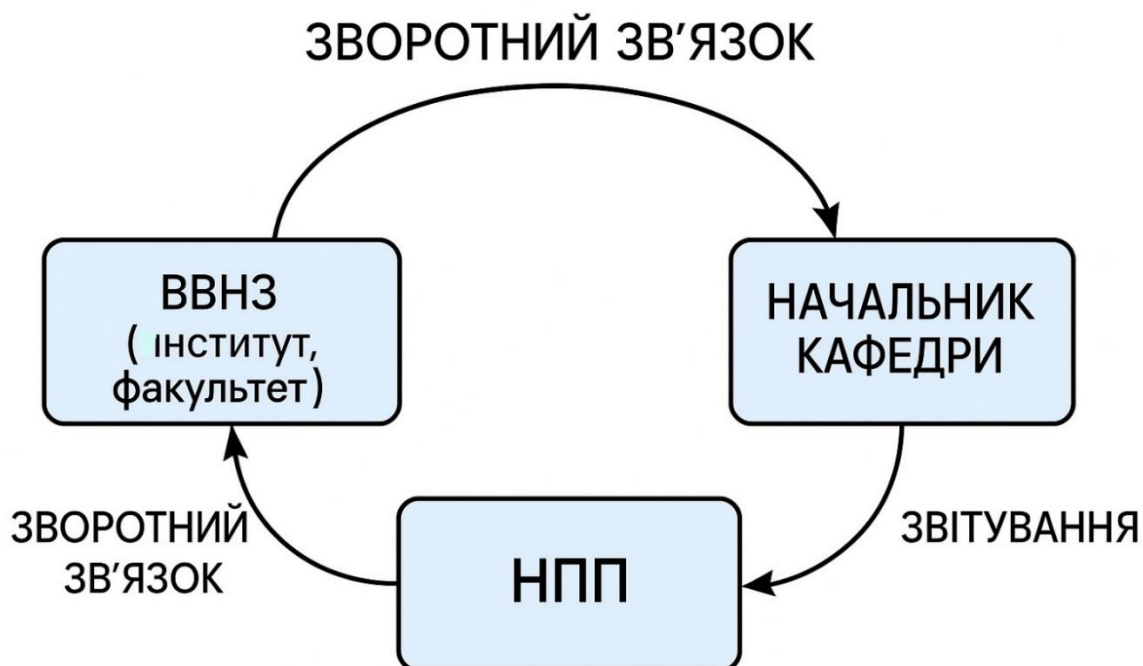 ЗВОРОТНИЙ ЗВ’ЯЗОК
ВВНЗ
(інститут,
факультет)
НАЧАЛЬНИК
КАФЕДРИ
ЗВОРОТНИЙ
ЗВ’ЯЗОК
ЗВІТУВАННЯ
НПП